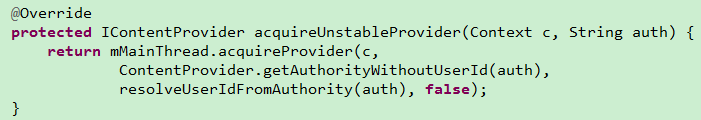 @Override
protected IContentProvider acquireUnstableProvider(Context c, String auth) {
    return mMainThread.acquireProvider(c,
            ContentProvider.getAuthorityWithoutUserId(auth),
            resolveUserIdFromAuthority(auth), false);
}